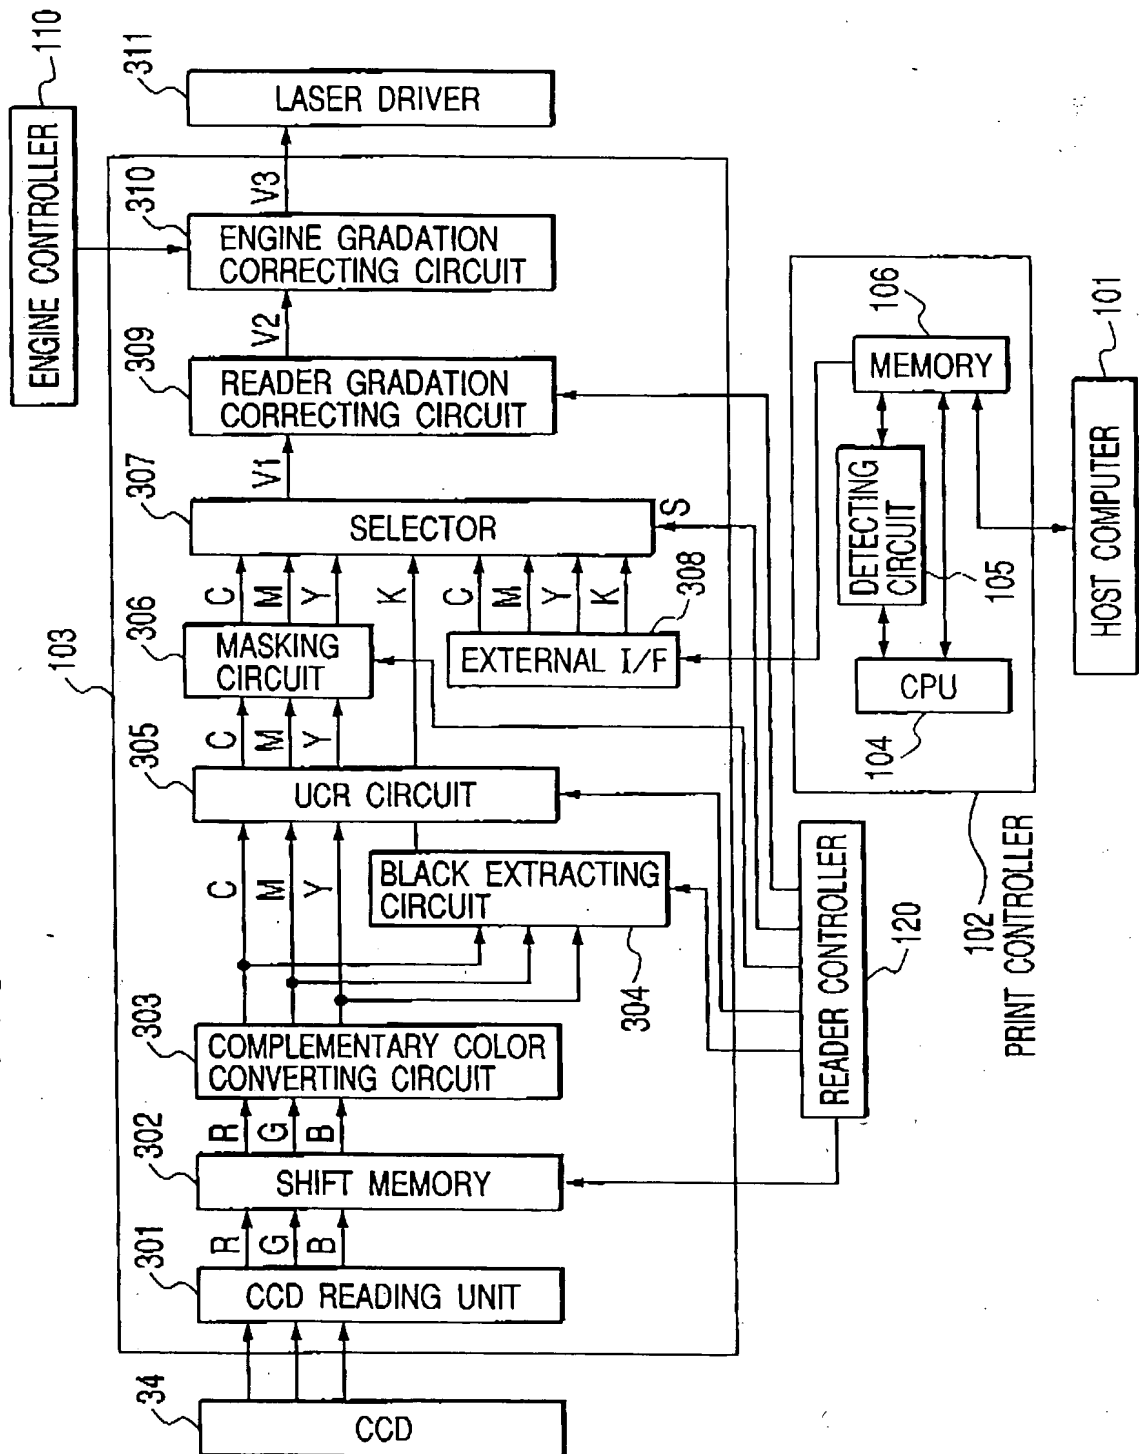 110
ENGINE CONTROLLER
103
34
CCD
301
CCD READING UNIT
R
G
B
302
SHIFT MEMORY
R
G
B
303
COMPLEMENTARY COLOR
CONVERTING CIRCUIT
C
M
Y
304
BLACK EXTRACTING
CIRCUIT
305
UCR CIRCUIT
C
M
Y
306
MASKING
CIRCUIT
C
M
Y
K
C
M
Y
K
308
EXTERNAL I/F
307
SELECTOR
S
V1
309
READER GRADATION
CORRECTING CIRCUIT
V2
310
ENGINE GRADATION
CORRECTING CIRCUIT
V3
311
LASER DRIVER
READER CONTROLLER
120
PRINT CONTROLLER
102
104
CPU
DETECTING
CIRCUIT
105
106
MEMORY
101
HOST COMPUTER